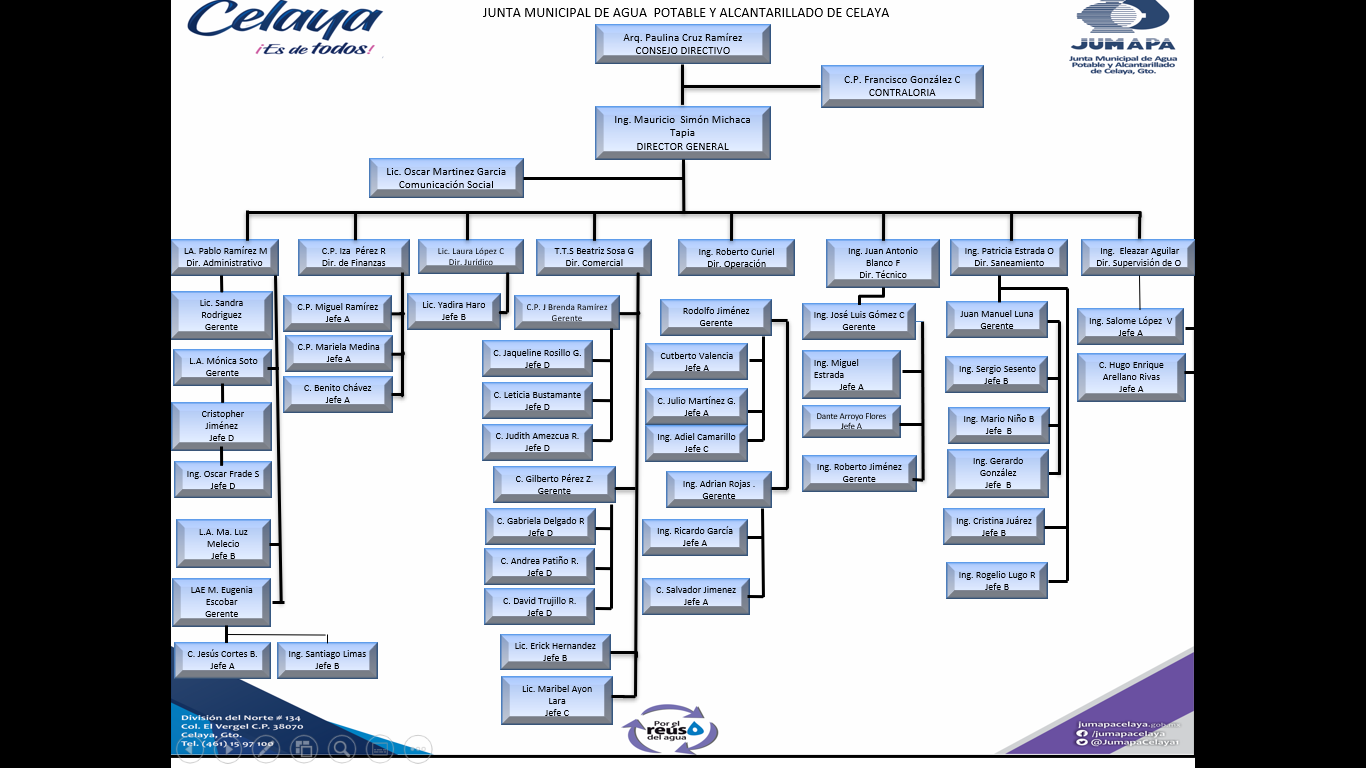 JUNTA MUNICIPAL DE AGUA POTABLE Y ALCANTARILLADO DE CELAYA
Celaya
¡Es de todos!
JUMAPA
Junta Municipal de Agua
Potable y Alcantarillado
de Celaya, Gto.
Arq. Paulina Cruz Ramírez
CONSEJO DIRECTIVO
C.P. Francisco González C
CONTRALORIA
Ing. Mauricio Simón Michaca
Tapia
DIRECTOR GENERAL
Lic. Oscar Martinez Garcia
Comunicación Social
LA. Pablo Ramírez M
Dir. Administrativo
Lic. Sandra
Rodriguez
Gerente
L.A. Mónica Soto
Gerente
Cristopher
Jiménez
Jefe D
Ing. Oscar Frade S
Jefe D
L.A. Ma. Luz
Melecio
Jefe B
LAE M. Eugenia
Escobar
Gerente
C. Jesús Cortes B.
Jefe A
Ing. Santiago Limas
Jefe B
C.P. Iza Pérez R
Dir. de Finanzas
C.P. Miguel Ramírez
Jefe A
C.P. Mariela Medina
Jefe A
C. Benito Chávez
Jefe A
Lic. Laura López C
Dir. Jurídico
Lic. Yadira Haro
Jefe B
T.T.S Beatriz Sosa G
Dir. Comercial
C.P. J Brenda Ramírez
Gerente
C. Jaqueline Rosillo G.
Jefe D
C. Leticia Bustamante
Jefe D
C. Judith Amezcua R.
Jefe D
C. Gilberto Pérez Z.
Gerente
C. Gabriela Delgado R
Jefe D
C. Andrea Patiño R.
Jefe D
C. David Trujillo R.
Jefe D
Lic. Erick Hernandez
Jefe B
Lic. Maribel Ayon
Lara
Jefe C
Ing. Roberto Curiel
Dir. Operación
Rodolfo Jiménez
Gerente
Cutberto Valencia
Jefe A
C. Julio Martínez G.
Jefe A
Ing. Adiel Camarillo
Jefe C
Ing. Adrian Rojas .
Gerente
Ing. Ricardo García
Jefe A
C. Salvador Jimenez
Jefe A
Ing. Juan Antonio
Blanco F
Dir. Técnico
Ing. José Luis Gómez C
Gerente
Ing. Miguel
Estrada
Jefe A
Dante Arroyo Flores
Jefe A
Ing. Roberto Jiménez
Gerente
Ing. Patricia Estrada O
Dir. Saneamiento
Juan Manuel Luna
Gerente
Ing. Sergio Sesento
Jefe B
Ing. Mario Niño B
Jefe B
Ing. Gerardo
González
Jefe B
Ing. Cristina Juárez
Jefe B
Ing. Rogelio Lugo R
Jefe B
Ing. Eleazar Aguilar
Dir. Supervisión de O
Ing. Salome López V
Jefe A
C. Hugo Enrique
Arellano Rivas
Jefe A
División del Norte # 134
Col. El Vergel C.P. 38070
Celaya, Gto.
Tel. (461) 15 97 100
Por el
reúso
del agua
jumapacelaya.gob.mx
/jumapacelaya
@JumapaCelaya1